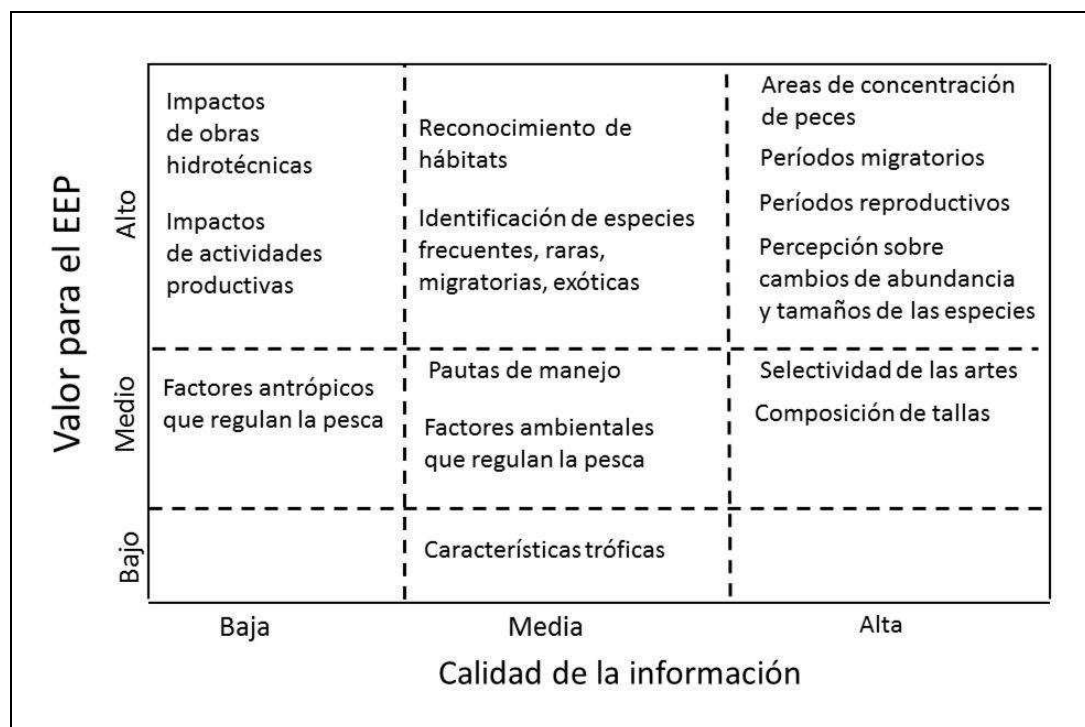 Valor para el EEP
Alto
Medio
Bajo
Impactos
de obras
hidrotécnicas
Impactos
de actividades
productivas
Reconocimiento de
hábitats
Identificación de especies
frecuentes, raras,
migratorias, exóticas
Areas de concentración
de peces
Períodos migratorios
Períodos reproductivos
Percepción sobre
cambios de abundancia
y tamaños de las especies
Factores antrópicos
que regulan la pesca
Pautas de manejo
Factores ambientales
que regulan la pesca
Selectividad de las artes
Composición de tallas
Características tróficas
Baja
Media
Alta
Calidad de la información